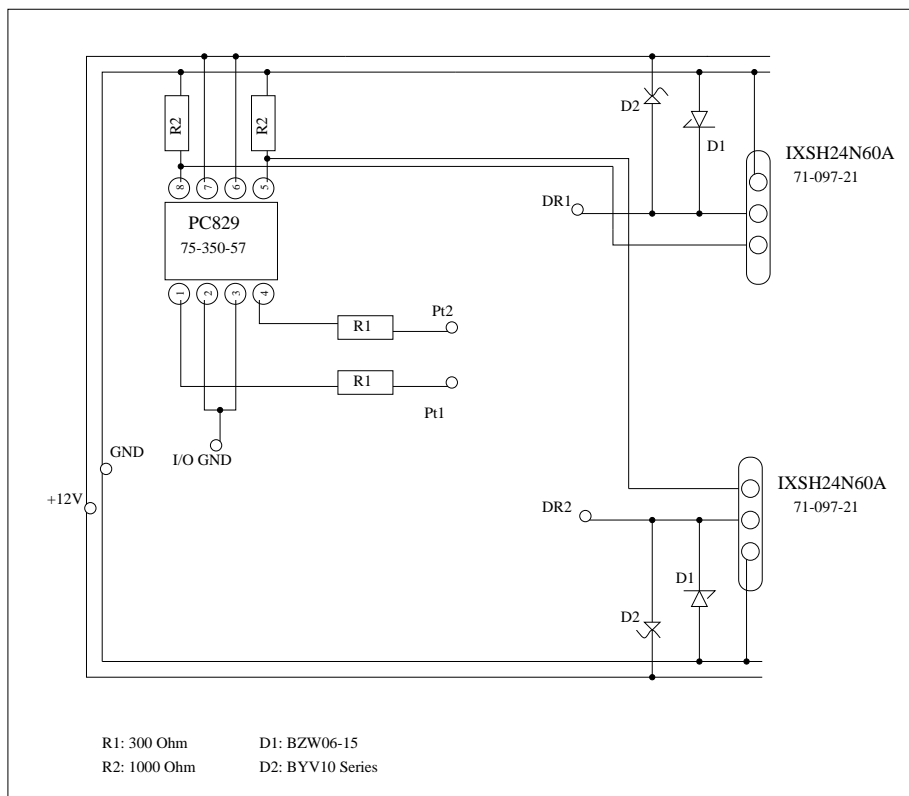 R2
R2
D2
D1
IXSH24N60A
71-097-21
8
7
6
5
DR1
PC829
75-350-57
1
2
3
4
Pt2
R1
R1
Pt1
GND
I/O GND
+12V
IXSH24N60A
71-097-21
DR2
D1
D2
R1: 300 Ohm
D1: BZW06-15
R2: 1000 Ohm
D2: BYV10 Series